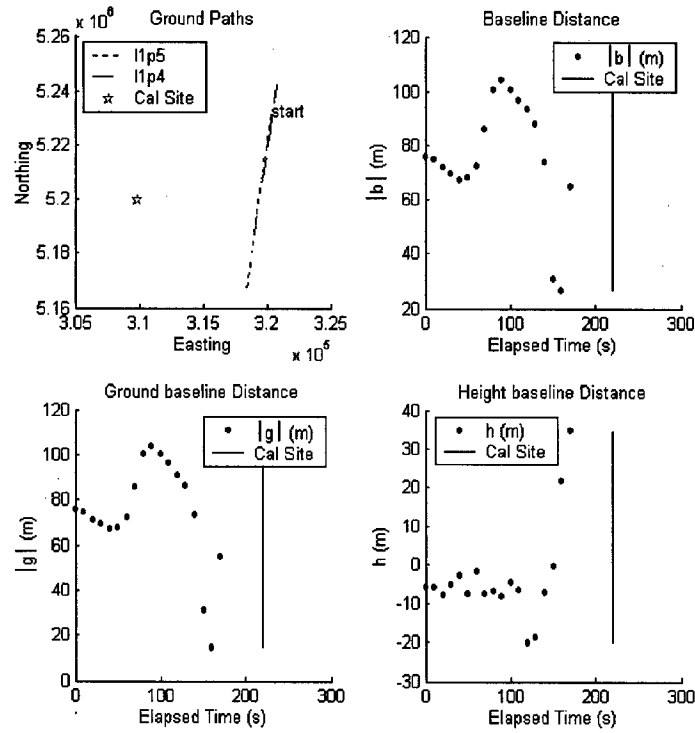 Ground Paths
x 10^6
5.26
5.24
5.22
5.2
5.18
5.16
Northing
l1p5
l1p4
Cal Site
start
3.05 3.1 3.15 3.2 3.25
Easting
x 10^5
Baseline Distance
120
100
80
60
40
20
|b| (m)
|b| (m)
Cal Site
0 100 200 300
Elapsed Time (s)
Ground baseline Distance
120
100
80
60
40
20
0
|g| (m)
|g| (m)
Cal Site
0 100 200 300
Elapsed Time (s)
Height baseline Distance
40
30
20
10
0
-10
-20
-30
h (m)
h (m)
Cal Site
0 100 200 300
Elapsed Time (s)